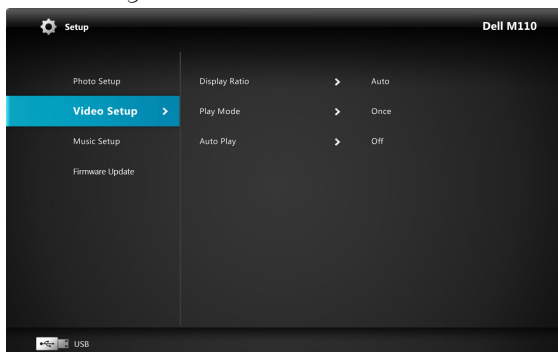 Setup Dell M110
Photo Setup Display Ratio Auto
Video Setup Play Mode Once
Music Setup Auto Play Off
Firmware Update
USB